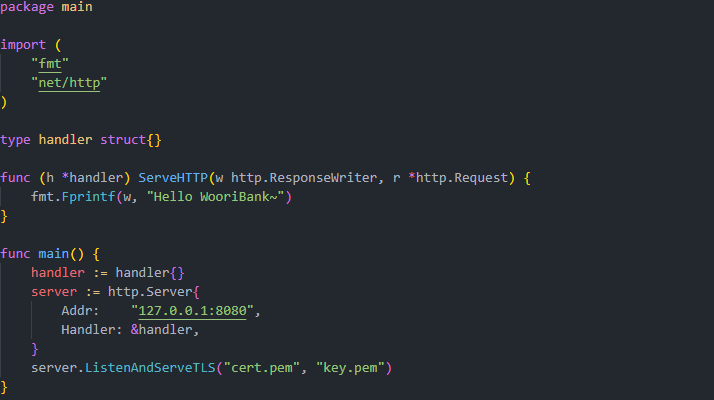 package main
import (
"fmt"
"net/http"
)
type handler struct{}
func (h *handler) ServeHTTP(w http.ResponseWriter, r *http.Request) {
fmt.Fprintf(w, "Hello WooriBank~")
}
func main() {
handler := handler{}
server := http.Server{
Addr:    "127.0.0.1:8080",
Handler: &handler,
}
server.ListenAndServeTLS("cert.pem", "key.pem")
}